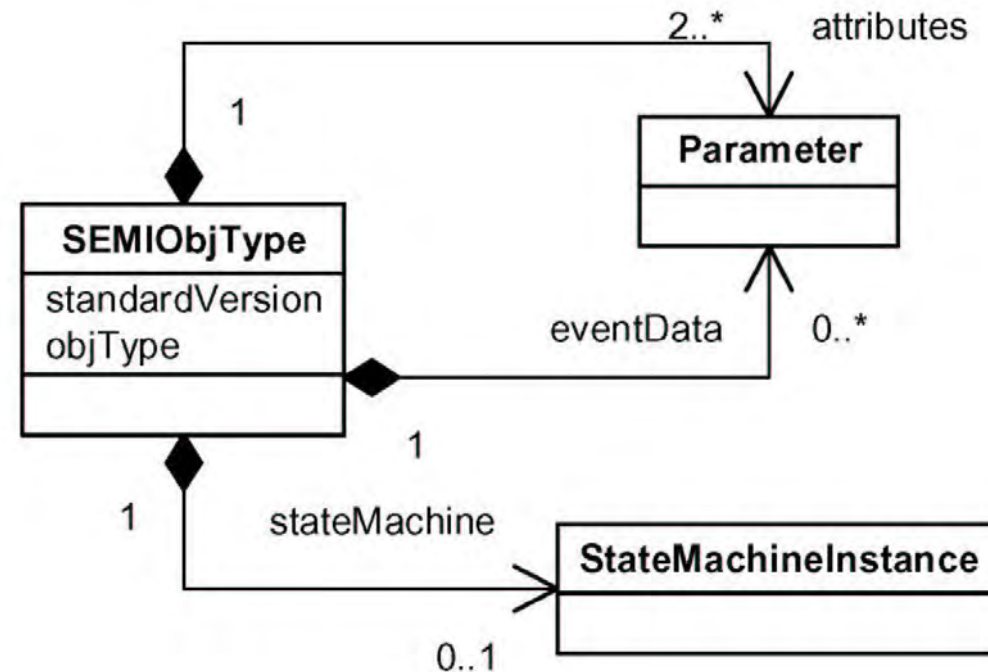 2..* attributes
1
Parameter
SEMIObjType
standardVersion
objType
eventData 0..*
1
1 stateMachine
StateMachineInstance
0..1